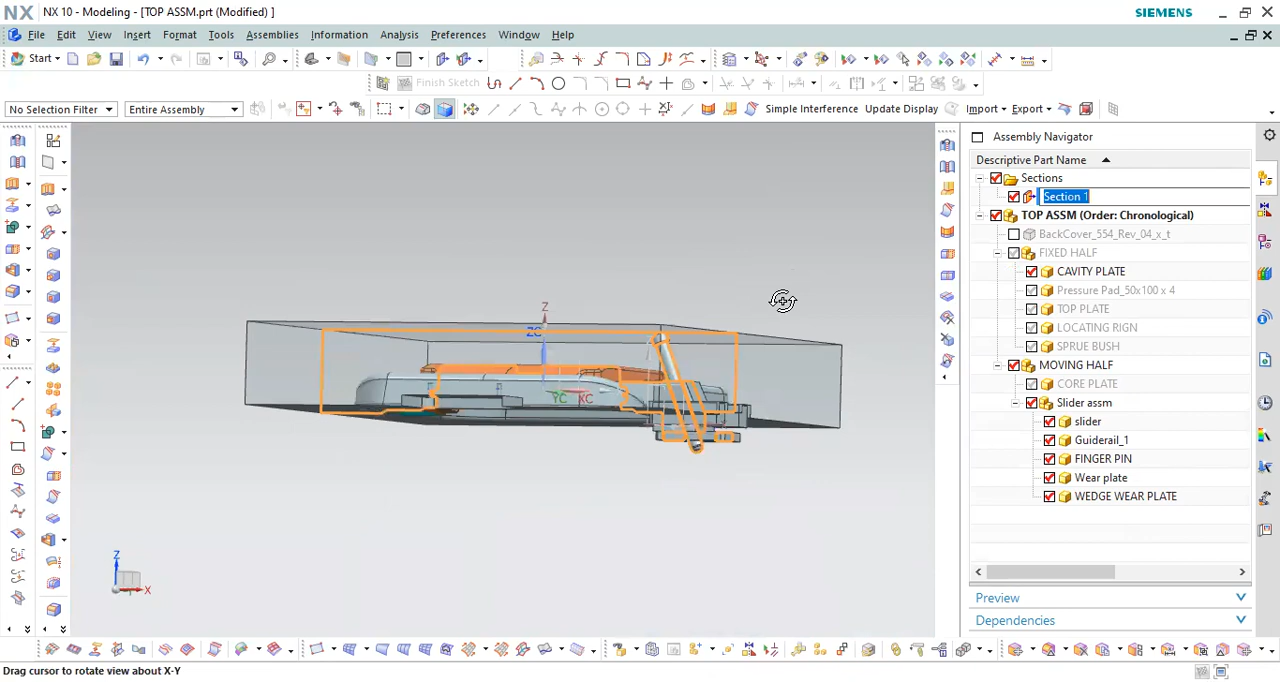 NX NX 10 - Modeling - [TOP ASSM.prt (Modified) ] SIEMENS
File Edit View Insert Format Tools Assemblies Information Analysis Preferences Window Help
Start
Finish Sketch
No Selection Filter Entire Assembly Simple Interference Update Display Import Export
Assembly Navigator
Descriptive Part Name
Sections
Section 1
TOP ASSM (Order: Chronological)
BackCover_554_Rev_04_x_t
FIXED HALF
CAVITY PLATE
Pressure Pad_50x100 x 4
TOP PLATE
LOCATING RIGN
SPRUE BUSH
MOVING HALF
CORE PLATE
Slider assm
slider
Guiderail_1
FINGER PIN
Wear plate
WEDGE WEAR PLATE
Z
ZC
YC XC
Z
X
Preview
Dependencies
Drag cursor to rotate view about X-Y